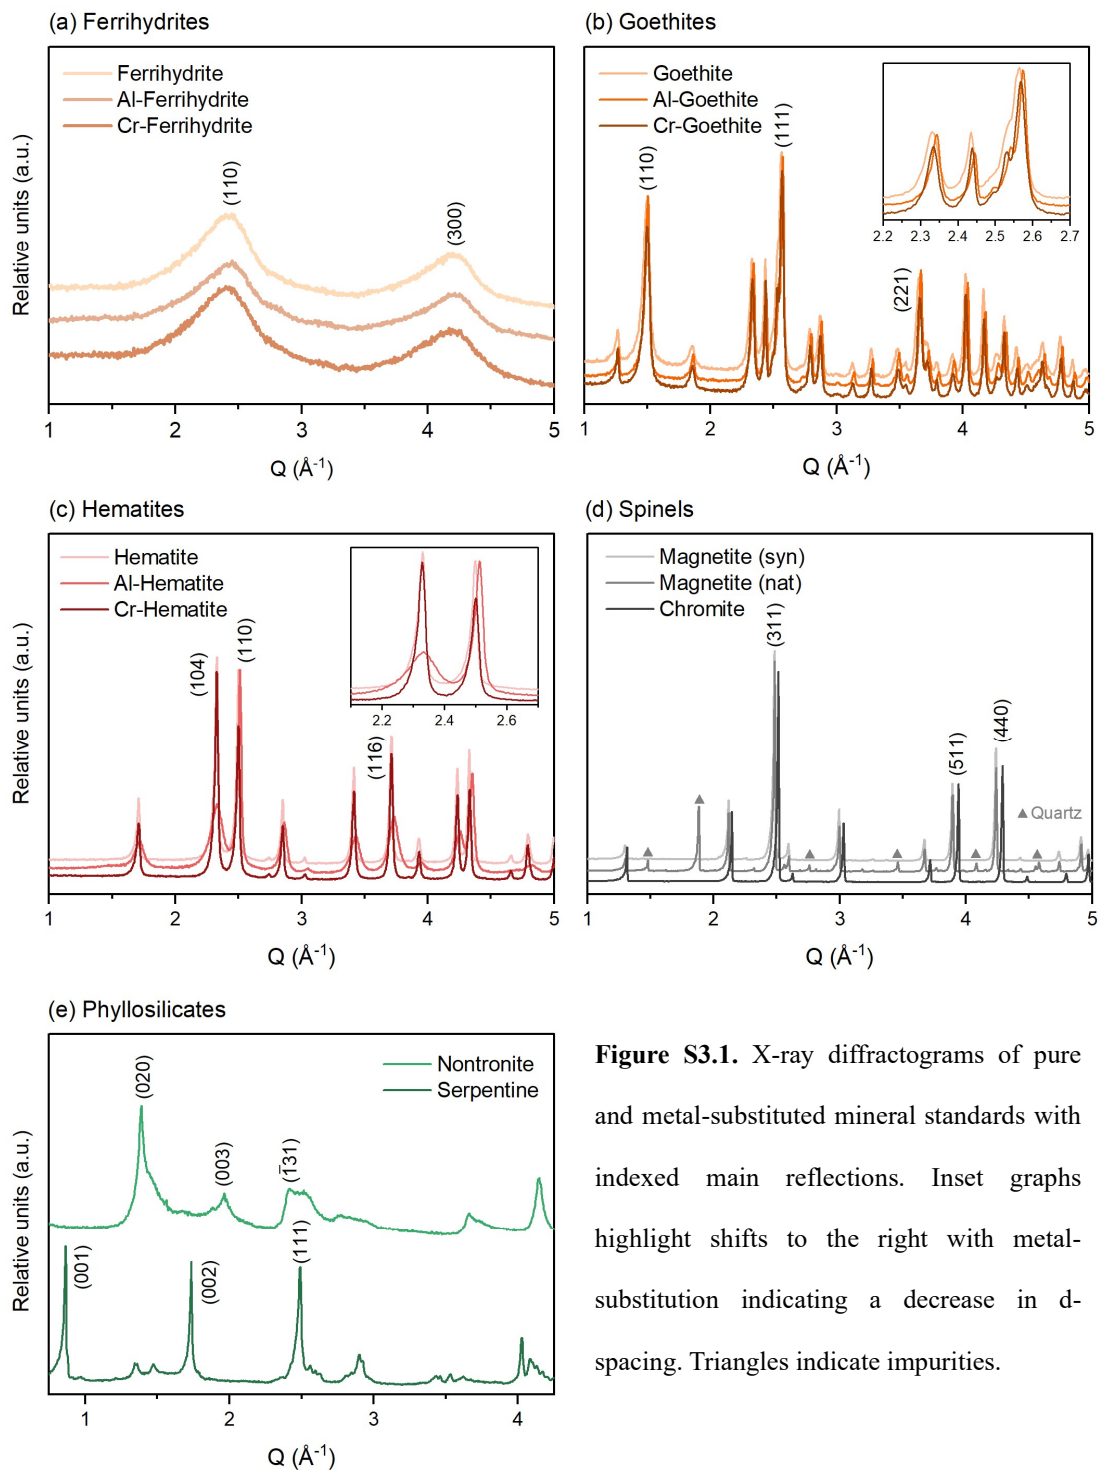 (a) Ferrihydrites
Relative units (a.u.)
Ferrihydrite
Al-Ferrihydrite
Cr-Ferrihydrite
(110)
(300)
1 2 3 4 5
Q (Å⁻¹)
(b) Goethites
Relative units (a.u.)
Goethite
Al-Goethite
Cr-Goethite
(110)
(111)
(221)
2.2 2.3 2.4 2.5 2.6 2.7
1 2 3 4 5
Q (Å⁻¹)
(c) Hematites
Relative units (a.u.)
Hematite
Al-Hematite
Cr-Hematite
(104)
(110)
(116)
2.2 2.4 2.6
1 2 3 4 5
Q (Å⁻¹)
(d) Spinels
Relative units (a.u.)
Magnetite (syn)
Magnetite (nat)
Chromite
(311)
(511)
(440)
▲Quartz
1 2 3 4 5
Q (Å⁻¹)
(e) Phyllosilicates
Relative units (a.u.)
Nontronite
Serpentine
(020)
(003)
(1̄31)
(001)
(002)
(111)
1 2 3 4
Q (Å⁻¹)
Figure S3.1. X-ray diffractograms of pure
and metal-substituted mineral standards with
indexed main reflections. Inset graphs
highlight shifts to the right with metal-
substitution indicating a decrease in d-
spacing. Triangles indicate impurities.